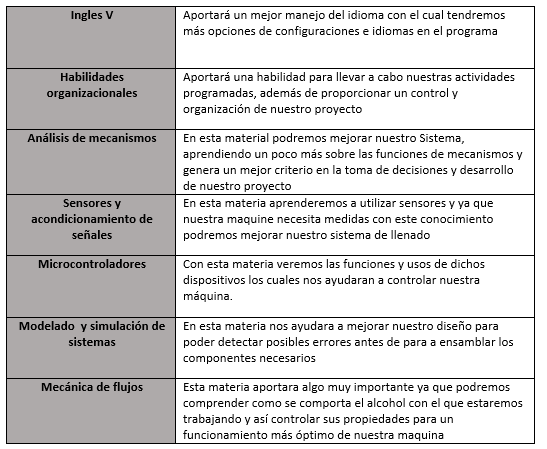 Ingles V
Aportará un mejor manejo del idioma con el cual tendremos
más opciones de configuraciones e idiomas en el programa
Habilidades
organizacionales
Aportará una habilidad para llevar a cabo nuestras actividades
programadas, además de proporcionar un control y
organización de nuestro proyecto
Análisis de mecanismos
En esta material podremos mejorar nuestro Sistema,
aprendiendo un poco más sobre las funciones de mecanismos y
genera un mejor criterio en la toma de decisiones y desarrollo
de nuestro proyecto
Sensores y
acondicionamiento de
señales
En esta materia aprenderemos a utilizar sensores y ya que
nuestra maquine necesita medidas con este conocimiento
podremos mejorar nuestro sistema de llenado
Microcontroladores
Con esta materia veremos las funciones y usos de dichos
dispositivos los cuales nos ayudaran a controlar nuestra
máquina.
Modelado y simulación de
sistemas
En esta materia nos ayudara a mejorar nuestro diseño para
poder detectar posibles errores antes de para a ensamblar los
componentes necesarios
Mecánica de flujos
Esta materia aportara algo muy importante ya que podremos
comprender como se comporta el alcohol con el que estaremos
trabajando y así controlar sus propiedades para un
funcionamiento más óptimo de nuestra maquina